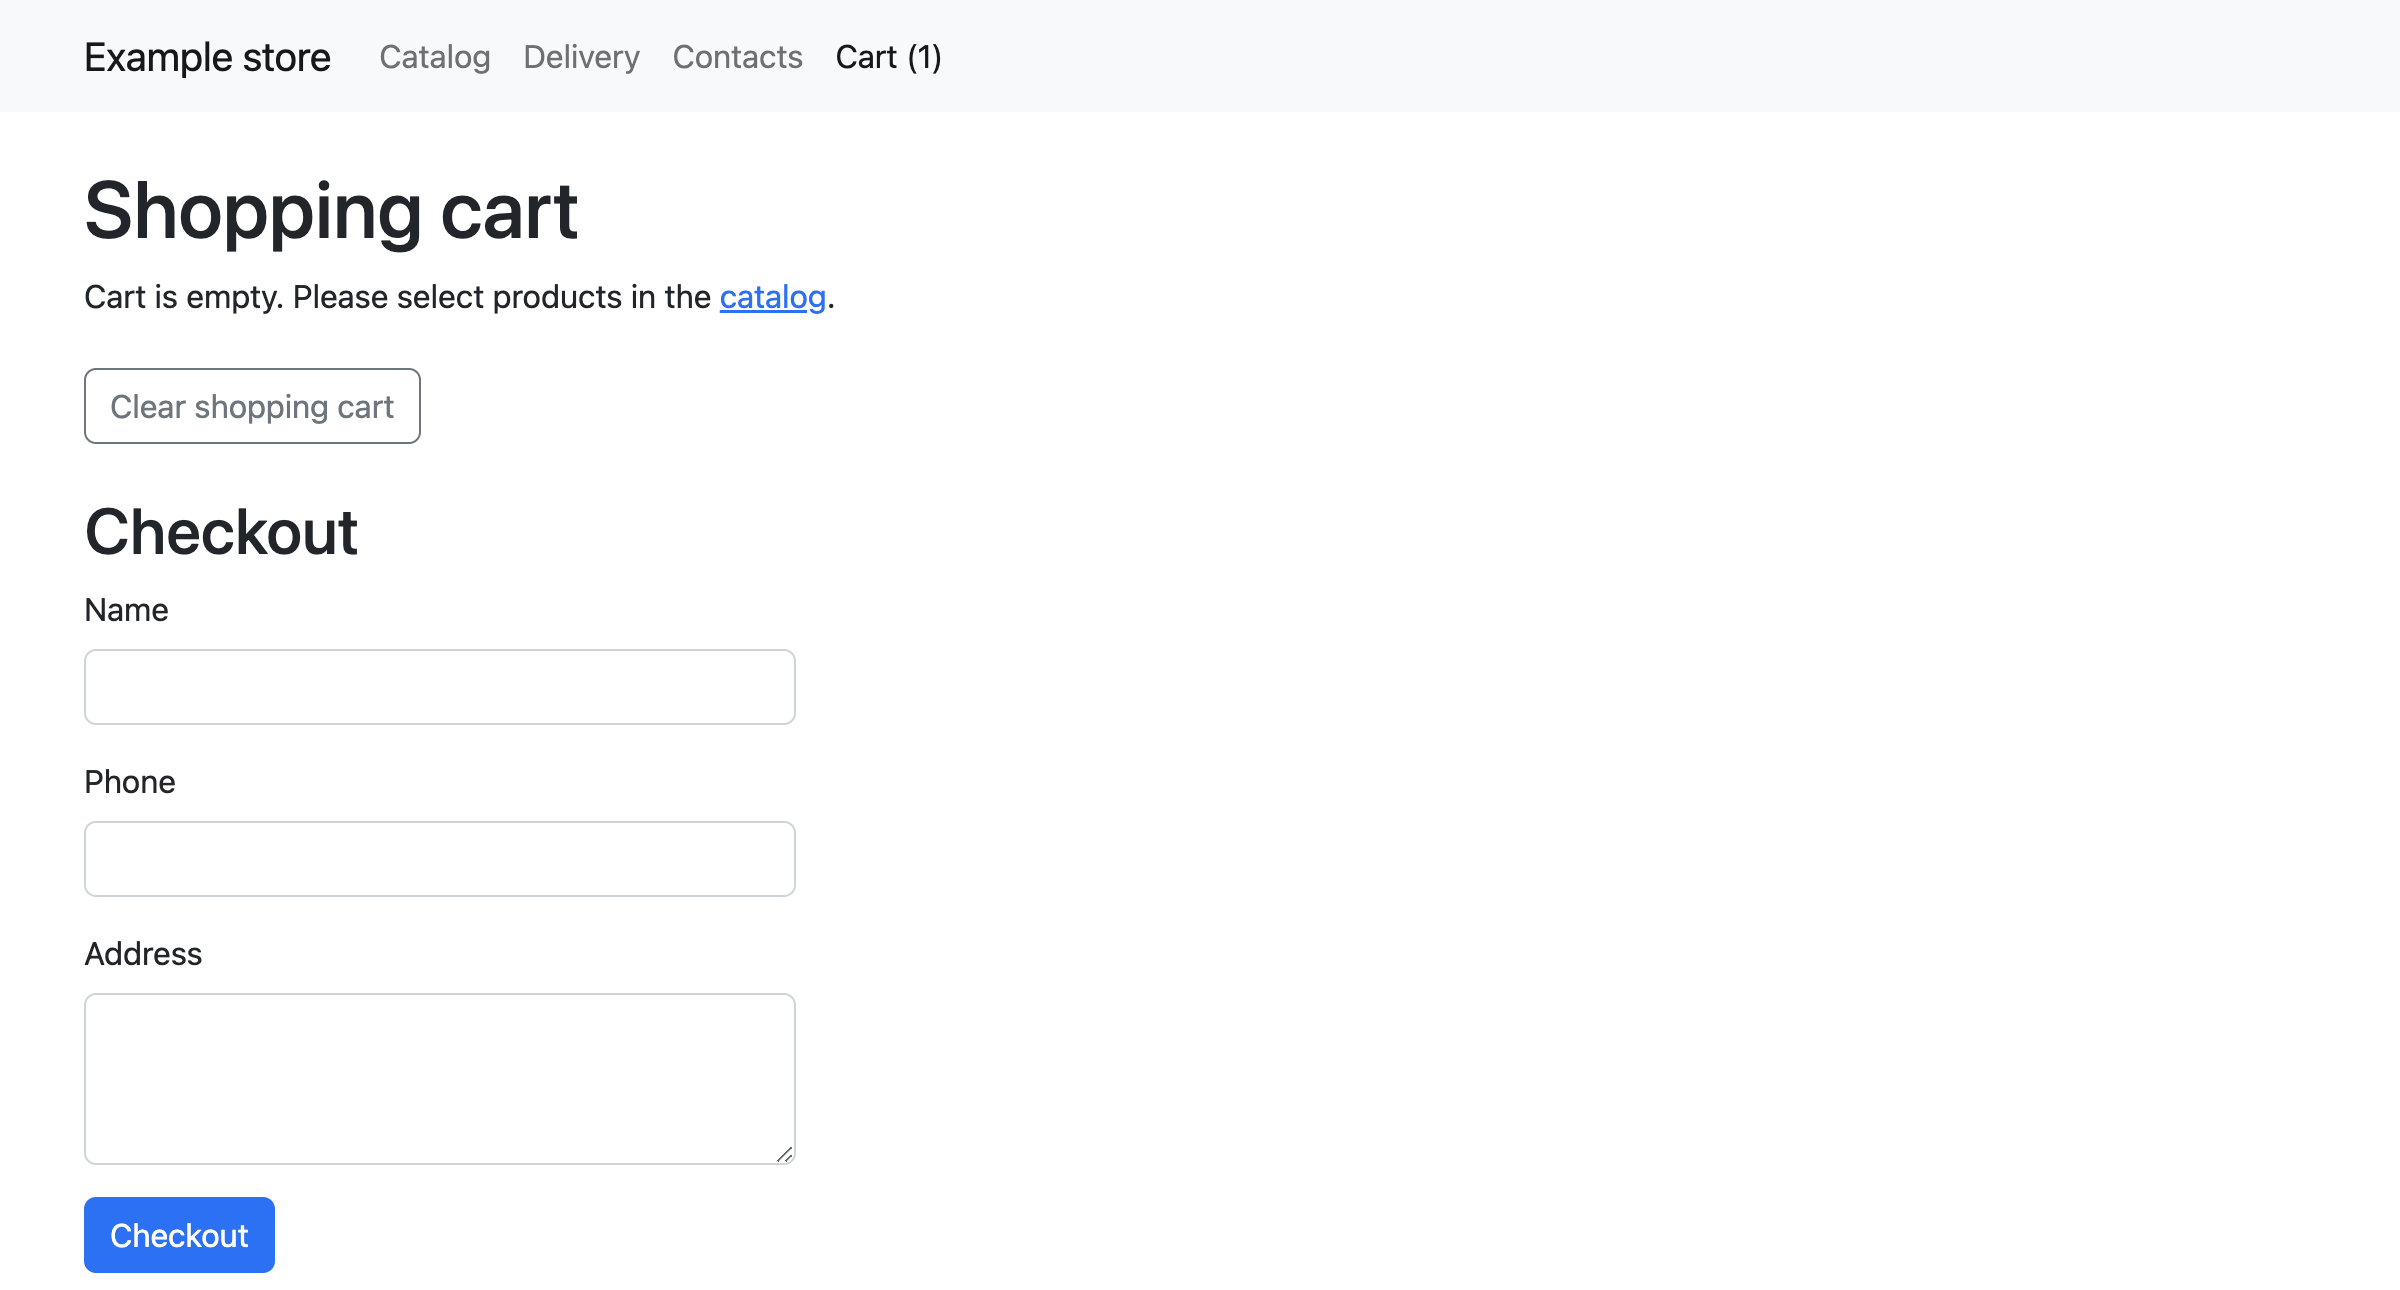 Example store Catalog Delivery Contacts Cart (1)
Shopping cart
Cart is empty. Please select products in the catalog.
Clear shopping cart
Checkout
Name
Phone
Address
Checkout